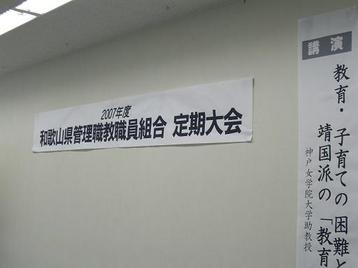 2007年度
和歌山県管理職教職員組合 定期大会
講演
教育・子育ての困難と
靖国派の「教育
神戸女学院大学助教授